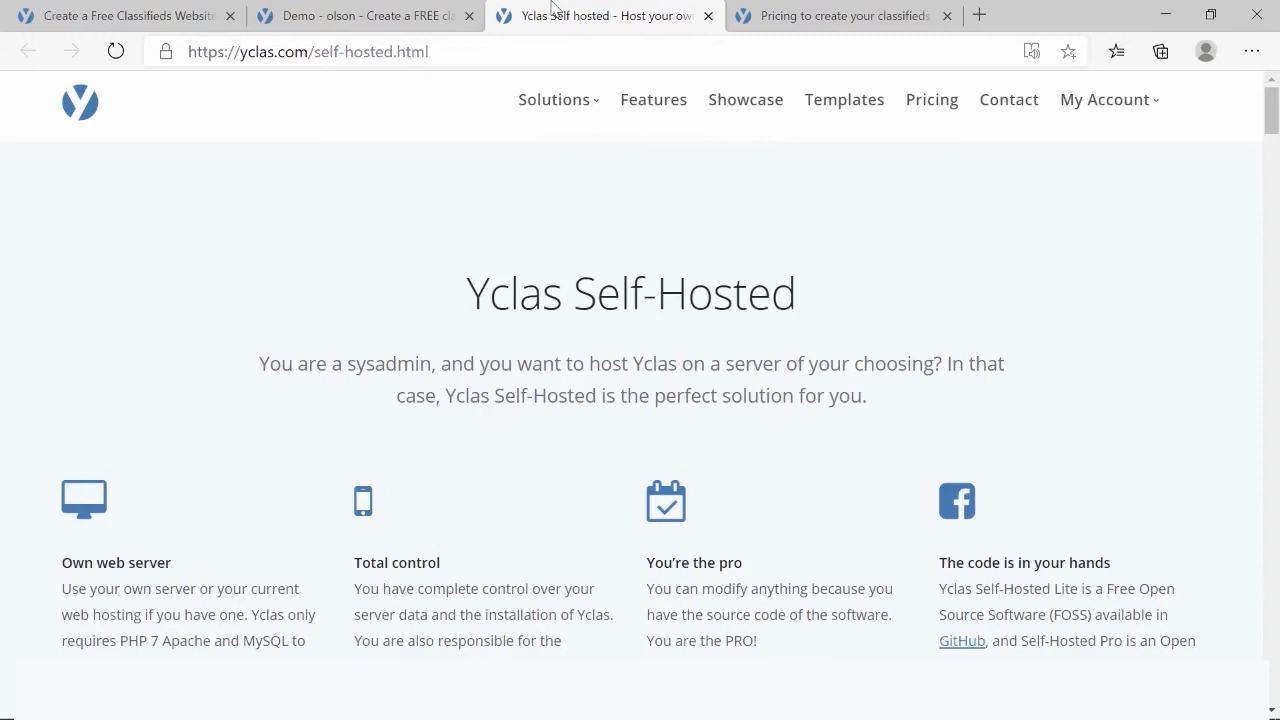 Create a Free Classifieds Website
Demo - olson - Create a FREE cla
Yclas Self hosted - Host your own
Pricing to create your classifieds
https://yclas.com/self-hosted.html
Solutions
Features
Showcase
Templates
Pricing
Contact
My Account
Yclas Self-Hosted
You are a sysadmin, and you want to host Yclas on a server of your choosing? In that
case, Yclas Self-Hosted is the perfect solution for you.
Own web server
Use your own server or your current
web hosting if you have one. Yclas only
requires PHP 7 Apache and MySQL to
Total control
You have complete control over your
server data and the installation of Yclas.
You are also responsible for the
You're the pro
You can modify anything because you
have the source code of the software.
You are the PRO!
The code is in your hands
Yclas Self-Hosted Lite is a Free Open
Source Software (FOSS) available in
GitHub, and Self-Hosted Pro is an Open